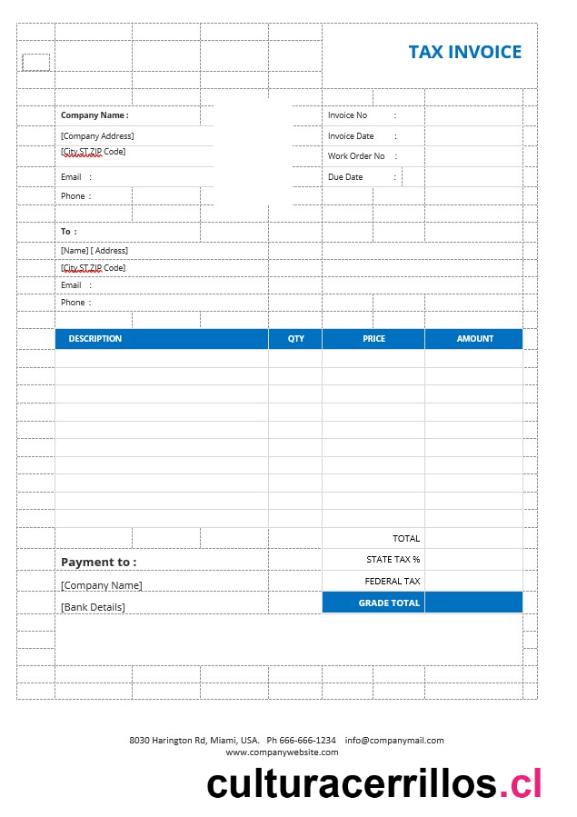 TAX INVOICE
Company Name :
[Company Address]
[City ST ZIP Code]
Email :
Phone :
Invoice No :
Invoice Date :
Work Order No :
Due Date :
To :
[Name] [ Address]
[City ST ZIP Code]
Email :
Phone :
DESCRIPTION QTY PRICE AMOUNT
TOTAL
STATE TAX %
FEDERAL TAX
GRADE TOTAL
Payment to :
[Company Name]
[Bank Details]
8030 Harington Rd, Miami, USA. Ph 666-666-1234 info@companymail.com
www.companywebsite.com
culturacerrillos.cl